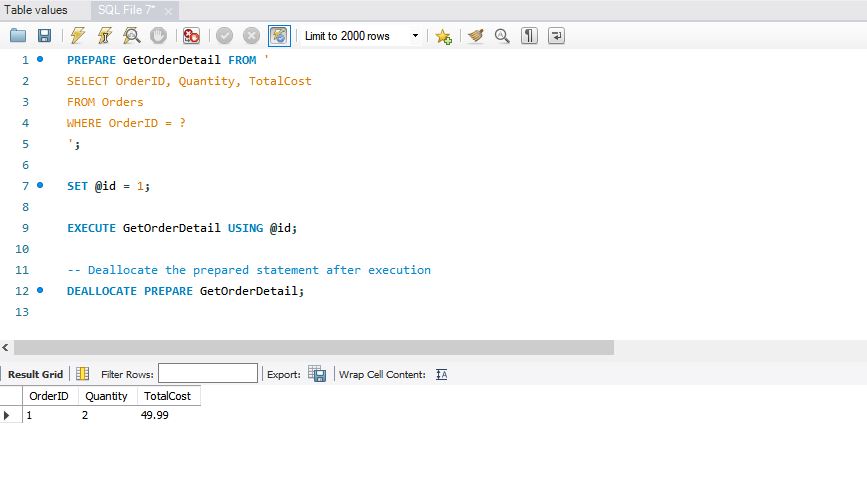 Table values
SQL File 7*
Limit to 2000 rows
1 PREPARE GetOrderDetail FROM '
2 SELECT OrderID, Quantity, TotalCost
3 FROM Orders
4 WHERE OrderID = ?
5 ';
6
7 SET @id = 1;
8
9 EXECUTE GetOrderDetail USING @id;
10
11 -- Deallocate the prepared statement after execution
12 DEALLOCATE PREPARE GetOrderDetail;
13
Result Grid Filter Rows: Export: Wrap Cell Content:
OrderID Quantity TotalCost
1 2 49.99